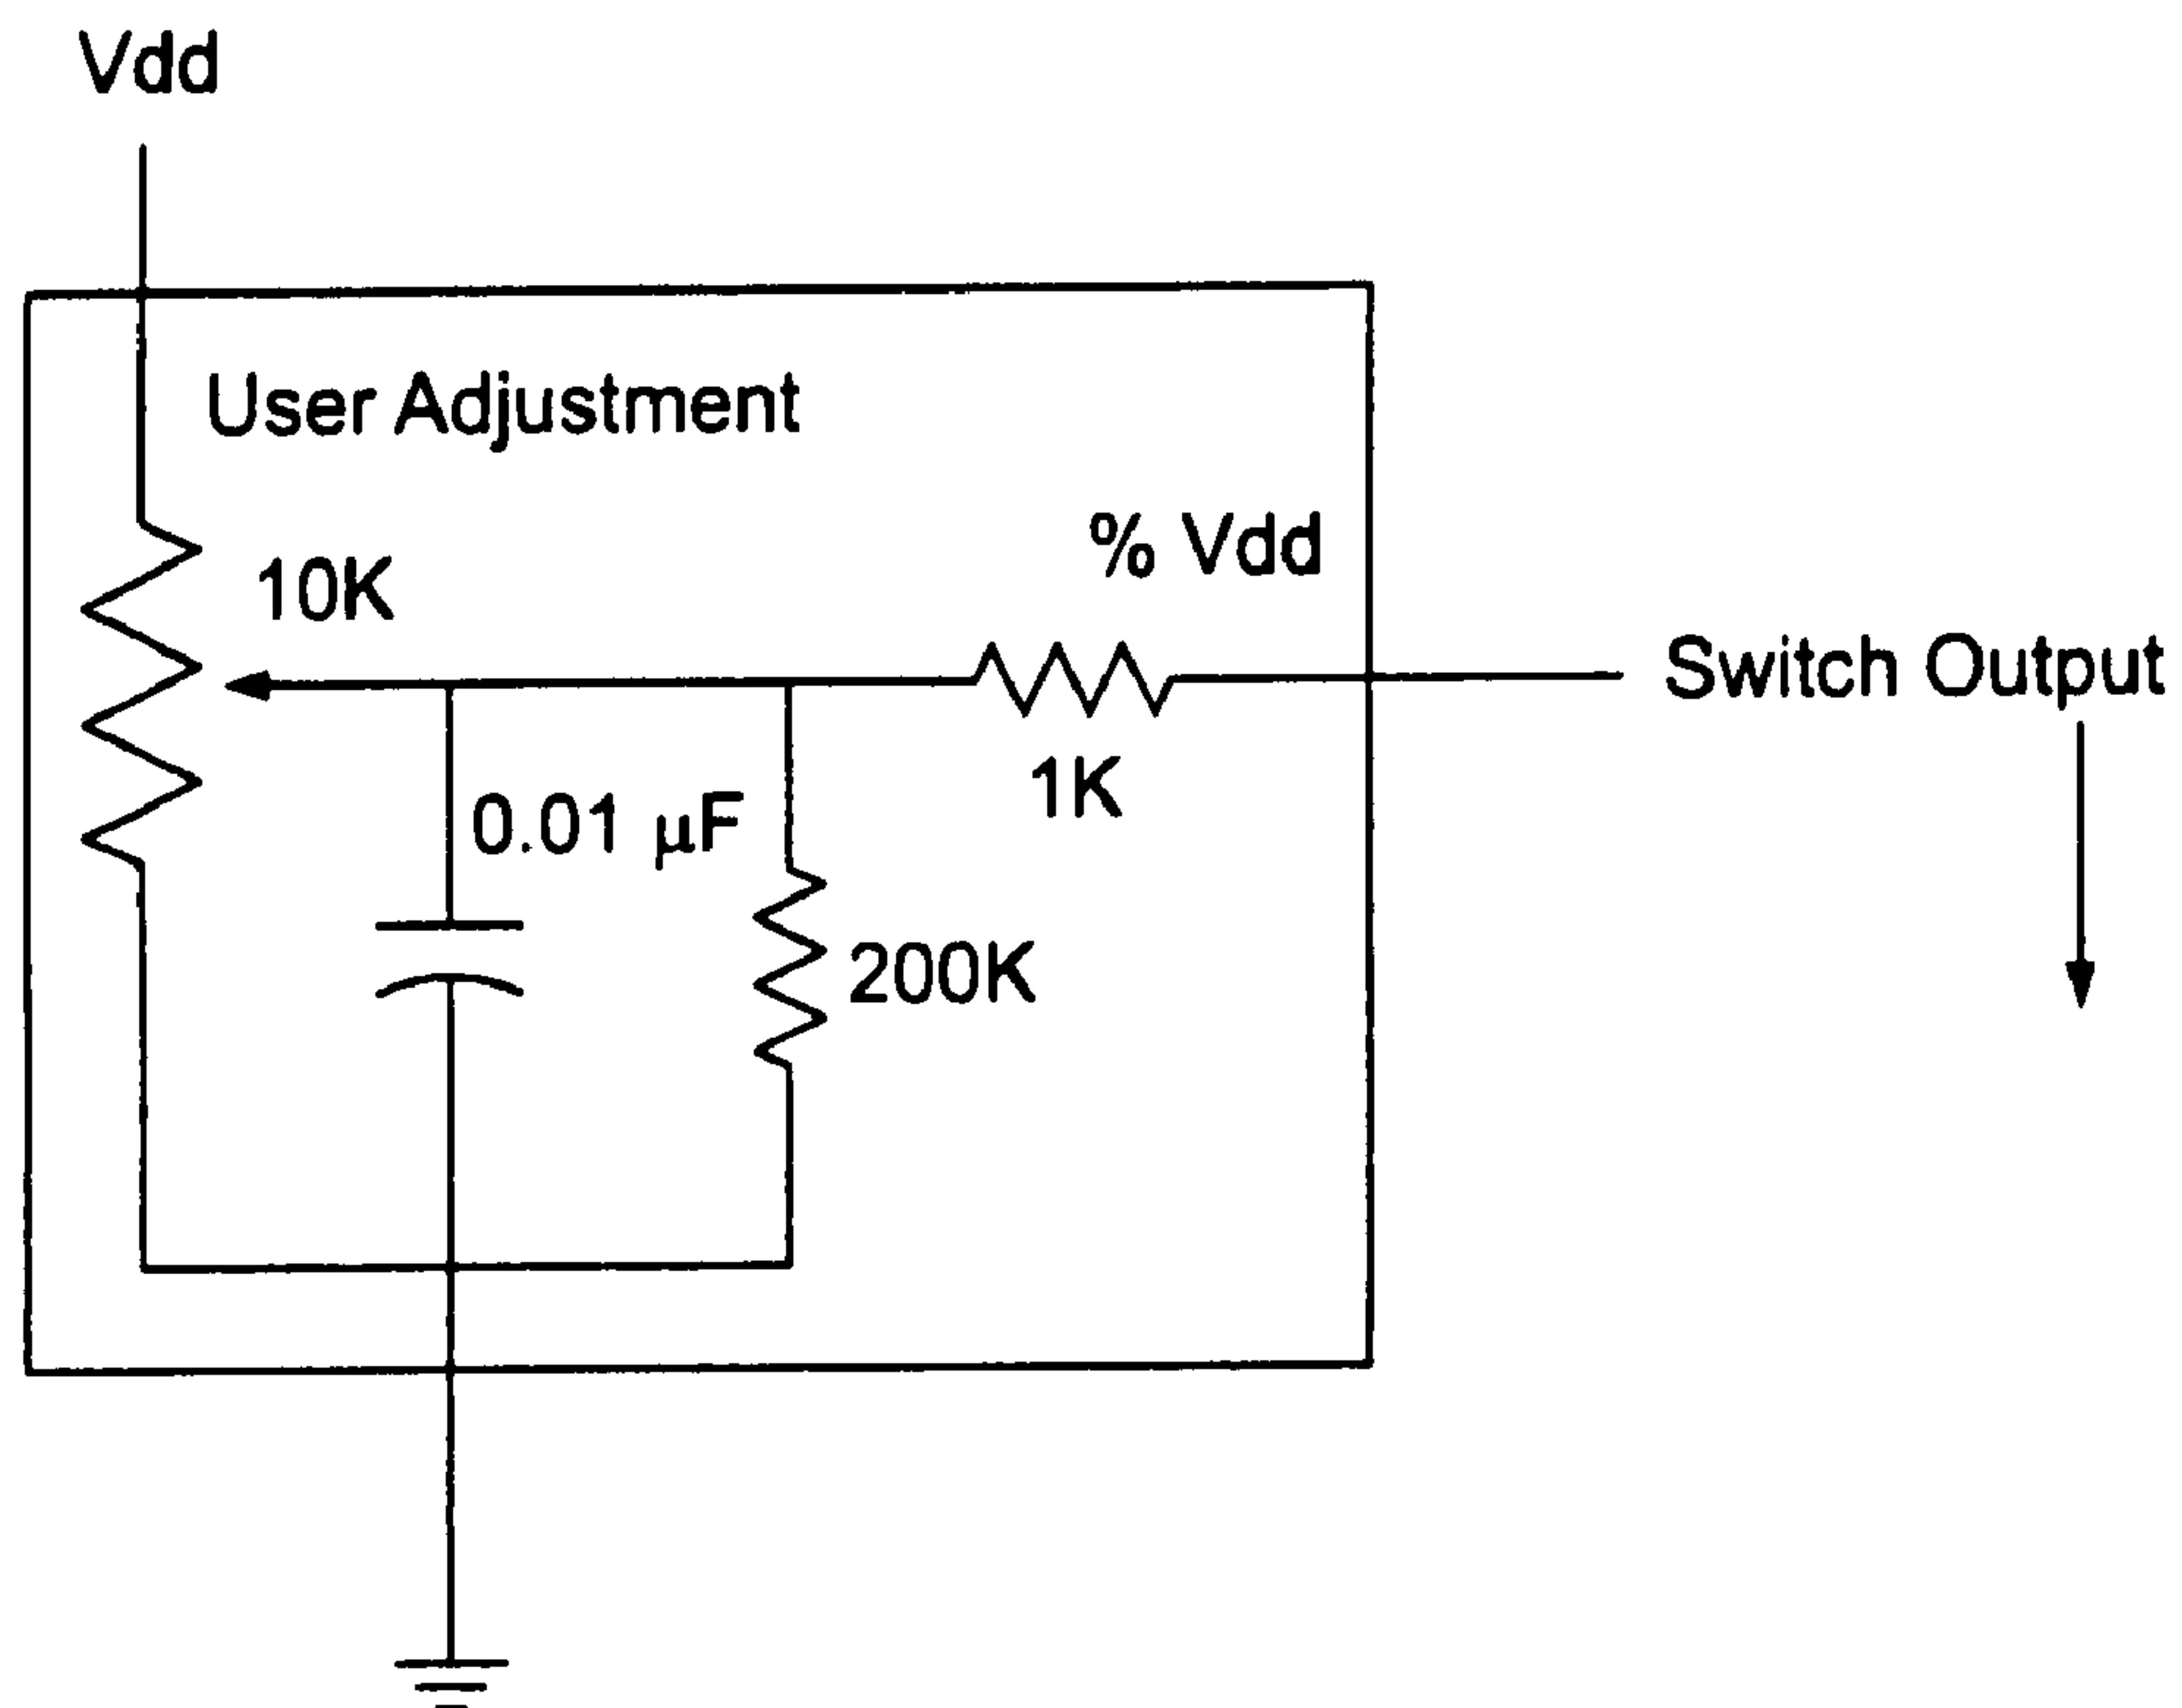 Vdd
User Adjustment
% Vdd
10K
Switch Output
1K
0.01 µF
200K